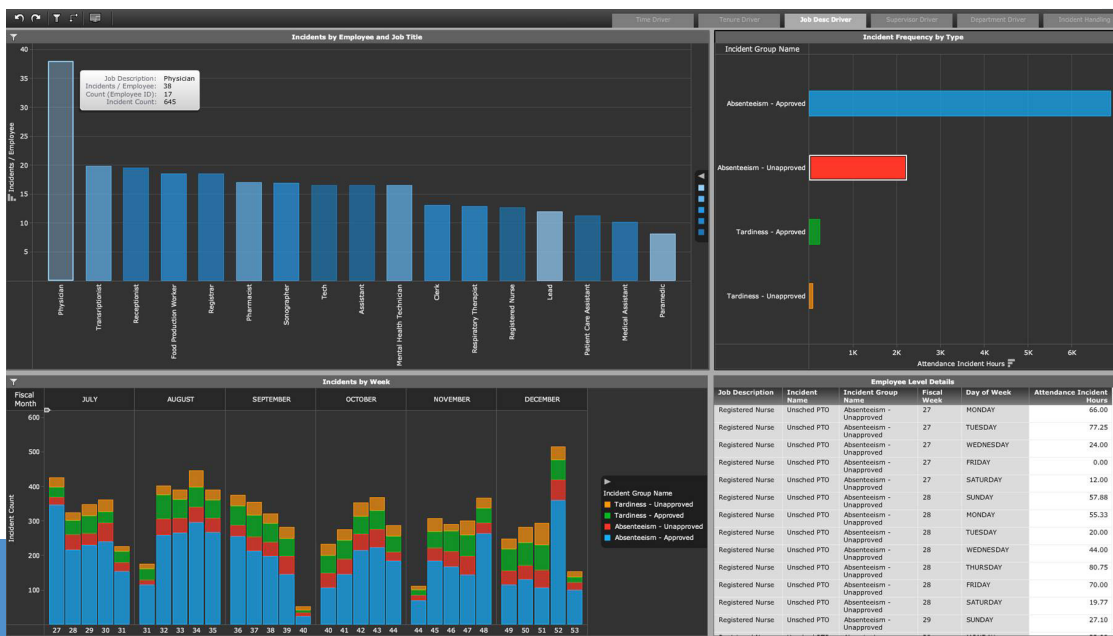 Time Driver
Tenure Driver
Job Desc Driver
Supervisor Driver
Department Driver
Incident Handling
Incidents by Employee and Job Title
40
35
30
25
20
15
10
5
Incidents / Employee
Job Description: Physician
Incidents / Employee: 38
Count (Employee ID): 17
Incident Count: 645
Physician
Transriptionist
Receptionist
Food Production Worker
Registrar
Pharmacist
Sonographer
Tech
Assistant
Mental Health Technician
Clerk
Respiratory Therapist
Registered Nurse
Lead
Patient Care Assistant
Medical Assistant
Paramedic
Incident Frequency by Type
Incident Group Name
Absenteeism - Approved
Absenteeism - Unapproved
Tardiness - Approved
Tardiness - Unapproved
1K 2K 3K 4K 5K 6K
Attendance Incident Hours
Incidents by Week
Fiscal
Month
JULY AUGUST SEPTEMBER OCTOBER NOVEMBER DECEMBER
600
500
400
300
200
100
Incident Count
27 28 29 30 31 31 32 33 34 35 36 37 38 39 40 40 41 42 43 44 44 45 46 47 48 49 50 51 52 53
Incident Group Name
Tardiness - Unapproved
Tardiness - Approved
Absenteeism - Unapproved
Absenteeism - Approved
Employee Level Details
Job Description Incident Name Incident Group Name Fiscal Week Day of Week Attendance Incident Hours
Registered Nurse Unsched PTO Absenteeism - Unapproved 27 MONDAY 66.00
Registered Nurse Unsched PTO Absenteeism - Unapproved 27 TUESDAY 77.25
Registered Nurse Unsched PTO Absenteeism - Unapproved 27 WEDNESDAY 24.00
Registered Nurse Unsched PTO Absenteeism - Unapproved 27 FRIDAY 0.00
Registered Nurse Unsched PTO Absenteeism - Unapproved 27 SATURDAY 12.00
Registered Nurse Unsched PTO Absenteeism - Unapproved 28 SUNDAY 57.88
Registered Nurse Unsched PTO Absenteeism - Unapproved 28 MONDAY 55.33
Registered Nurse Unsched PTO Absenteeism - Unapproved 28 TUESDAY 20.00
Registered Nurse Unsched PTO Absenteeism - Unapproved 28 WEDNESDAY 44.00
Registered Nurse Unsched PTO Absenteeism - Unapproved 28 THURSDAY 80.75
Registered Nurse Unsched PTO Absenteeism - Unapproved 28 FRIDAY 70.00
Registered Nurse Unsched PTO Absenteeism - Unapproved 28 SATURDAY 19.77
Registered Nurse Unsched PTO Absenteeism - Unapproved 29 SUNDAY 27.10